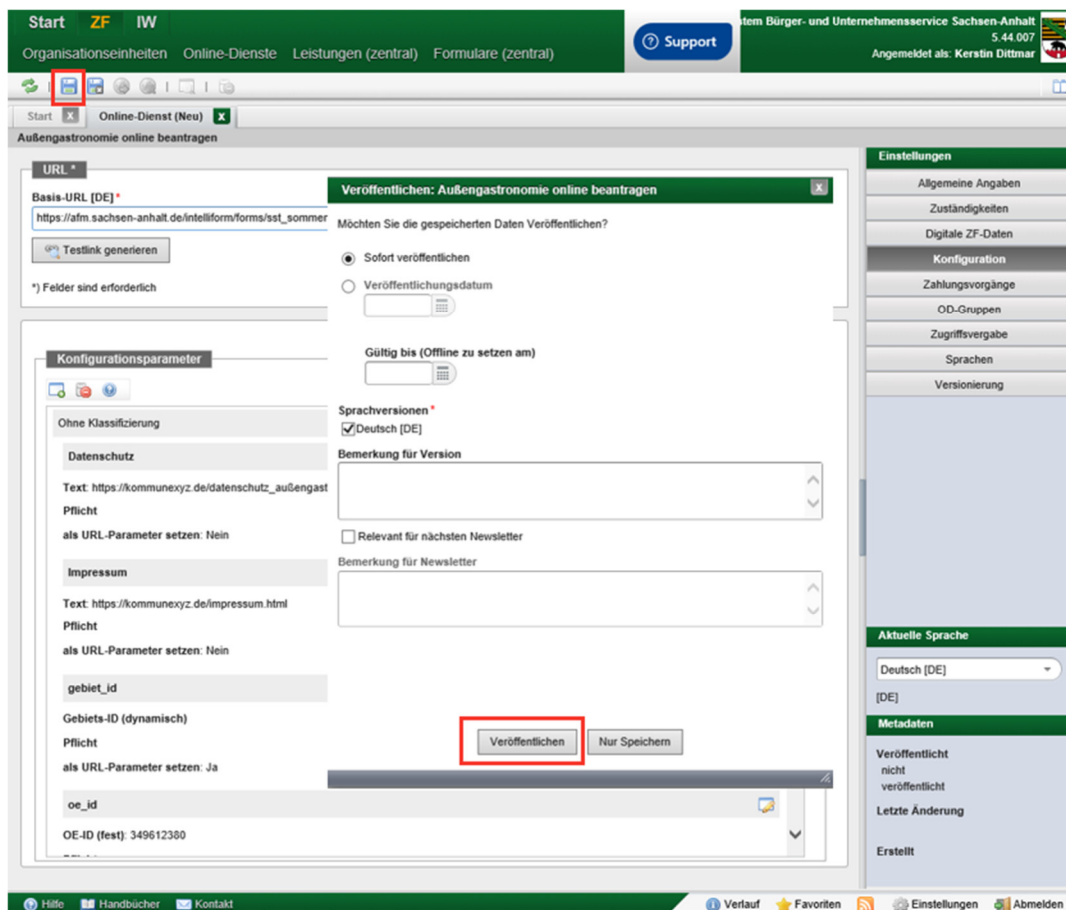 Start ZF IW
Organisationseinheiten Online-Dienste Leistungen (zentral) Formulare (zentral)
Support
tem Bürger- und Unternehmensservice Sachsen-Anhalt
5.44.007
Angemeldet als: Kerstin Dittmar
Start x Online-Dienst (Neu) x
Außengastronomie online beantragen
URL *
Basis-URL [DE] *
https://afm.sachsen-anhalt.de/intelliform/forms/sst_sommer
Testlink generieren
*) Felder sind erforderlich
Konfigurationsparameter
Ohne Klassifizierung
Datenschutz
Text: https://kommunexyz.de/datenschutz_außengast
Pflicht
als URL-Parameter setzen: Nein
Impressum
Text: https://kommunexyz.de/impressum.html
Pflicht
als URL-Parameter setzen: Nein
gebiet_id
Gebiets-ID (dynamisch)
Pflicht
als URL-Parameter setzen: Ja
oe_id
OE-ID (fest): 349612380
Veröffentlichen: Außengastronomie online beantragen x
Möchten Sie die gespeicherten Daten Veröffentlichen?
Sofort veröffentlichen
Veröffentlichungsdatum
Gültig bis (Offline zu setzen am)
Sprachversionen *
Deutsch [DE]
Bemerkung für Version
Relevant für nächsten Newsletter
Bemerkung für Newsletter
Veröffentlichen Nur Speichern
Einstellungen
Allgemeine Angaben
Zuständigkeiten
Digitale ZF-Daten
Konfiguration
Zahlungsvorgänge
OD-Gruppen
Zugriffsvergabe
Sprachen
Versionierung
Aktuelle Sprache
Deutsch [DE]
[DE]
Metadaten
Veröffentlicht
nicht
veröffentlicht
Letzte Änderung
Erstellt
Hilfe Handbücher Kontakt
Verlauf Favoriten Einstellungen Abmelden